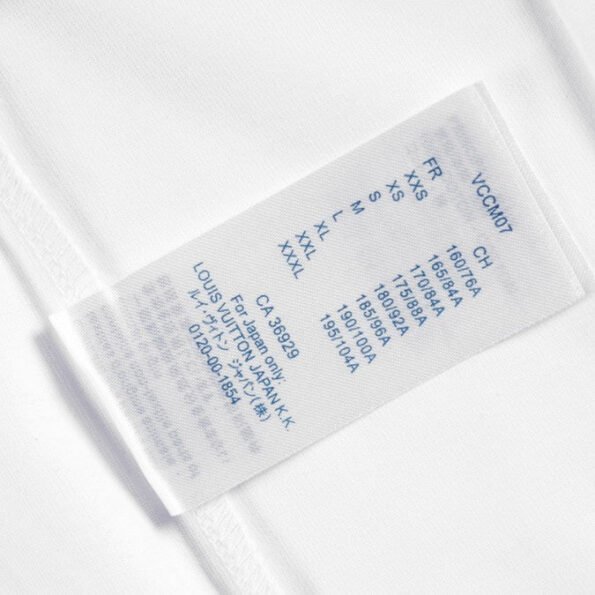 VCCM07
FR CH
XXS 160/76A
XS 165/84A
S 170/84A
M 175/88A
L 180/92A
XL 185/96A
XXL 190/100A
XXXL 195/104A
CA 36929
For Japan only:
LOUIS VUITTON JAPAN K.K.
ルイ・ヴィトン ジャパン(株)
0120-00-1854